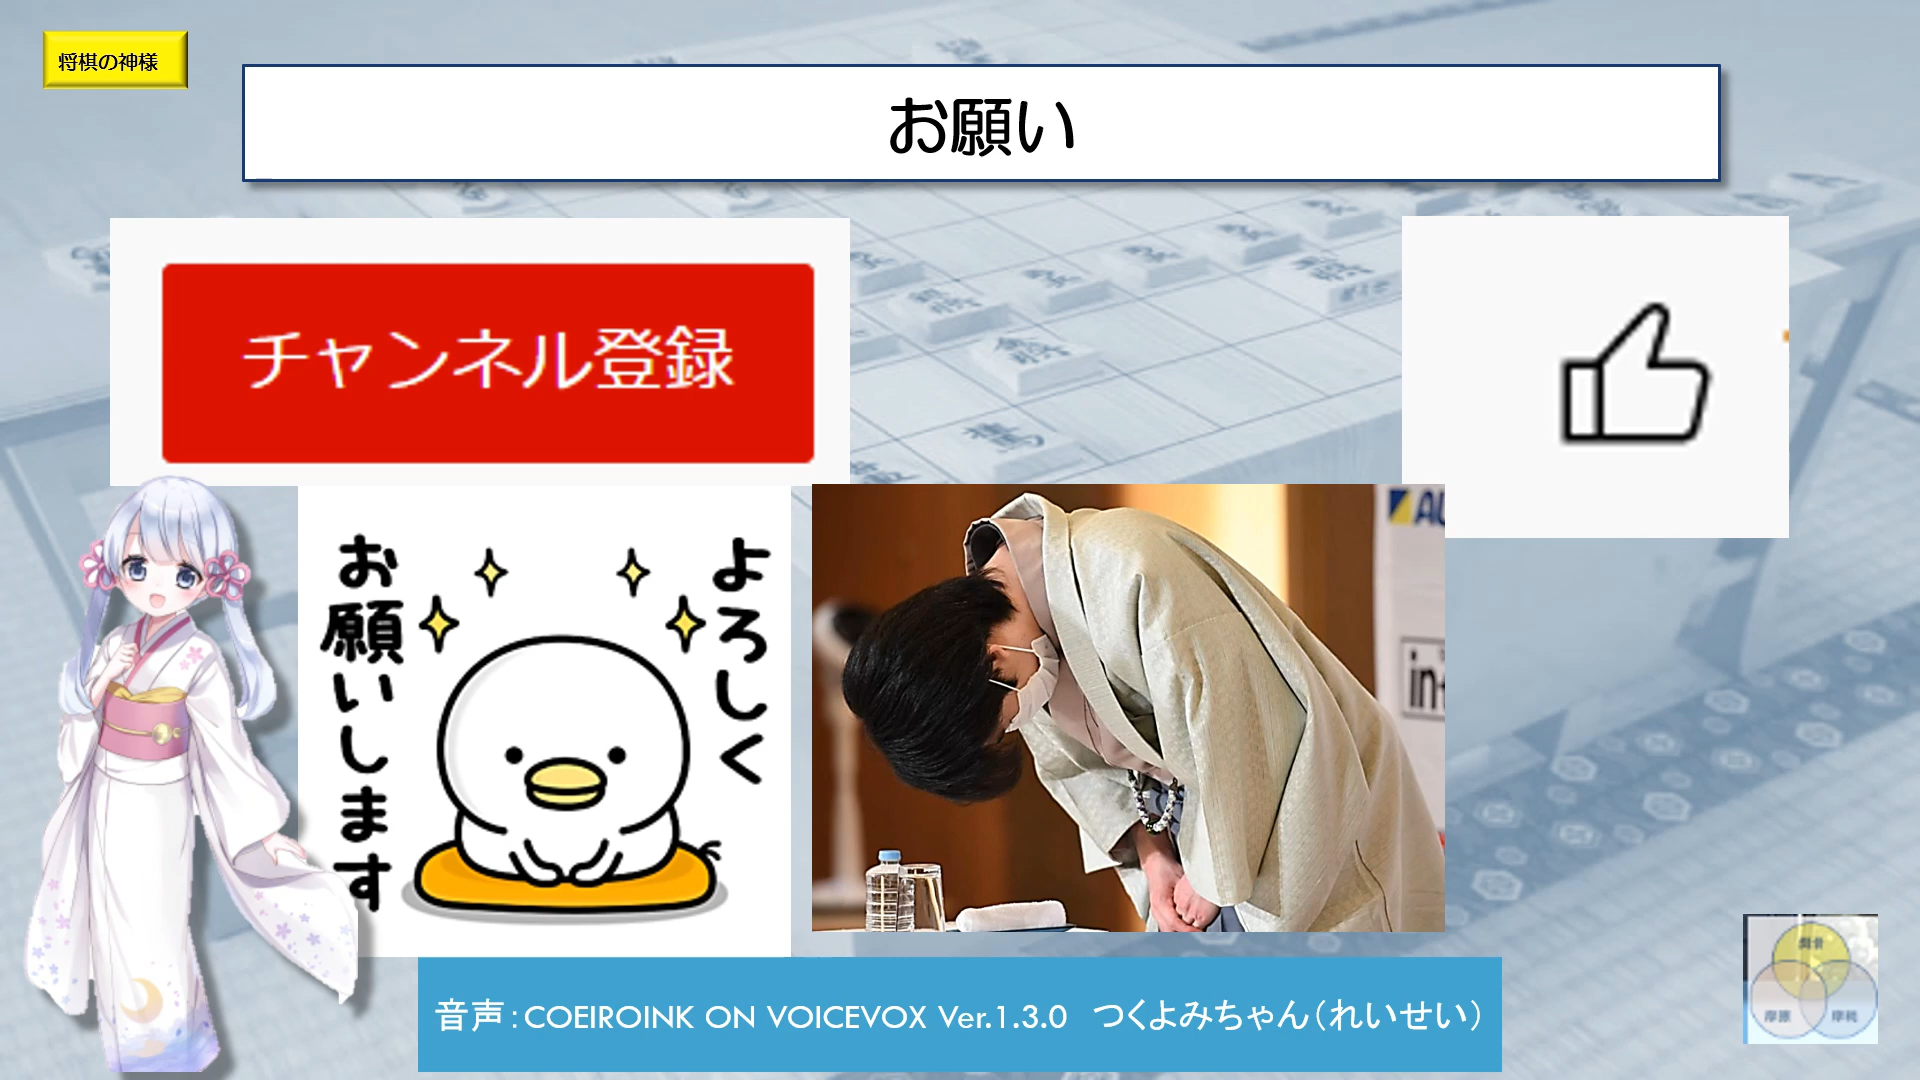 将棋の神様
お願い
チャンネル登録
よろしく
お願いします
音声：COEIROINK ON VOICEVOX Ver.1.3.0　つくよみちゃん（れいせい）